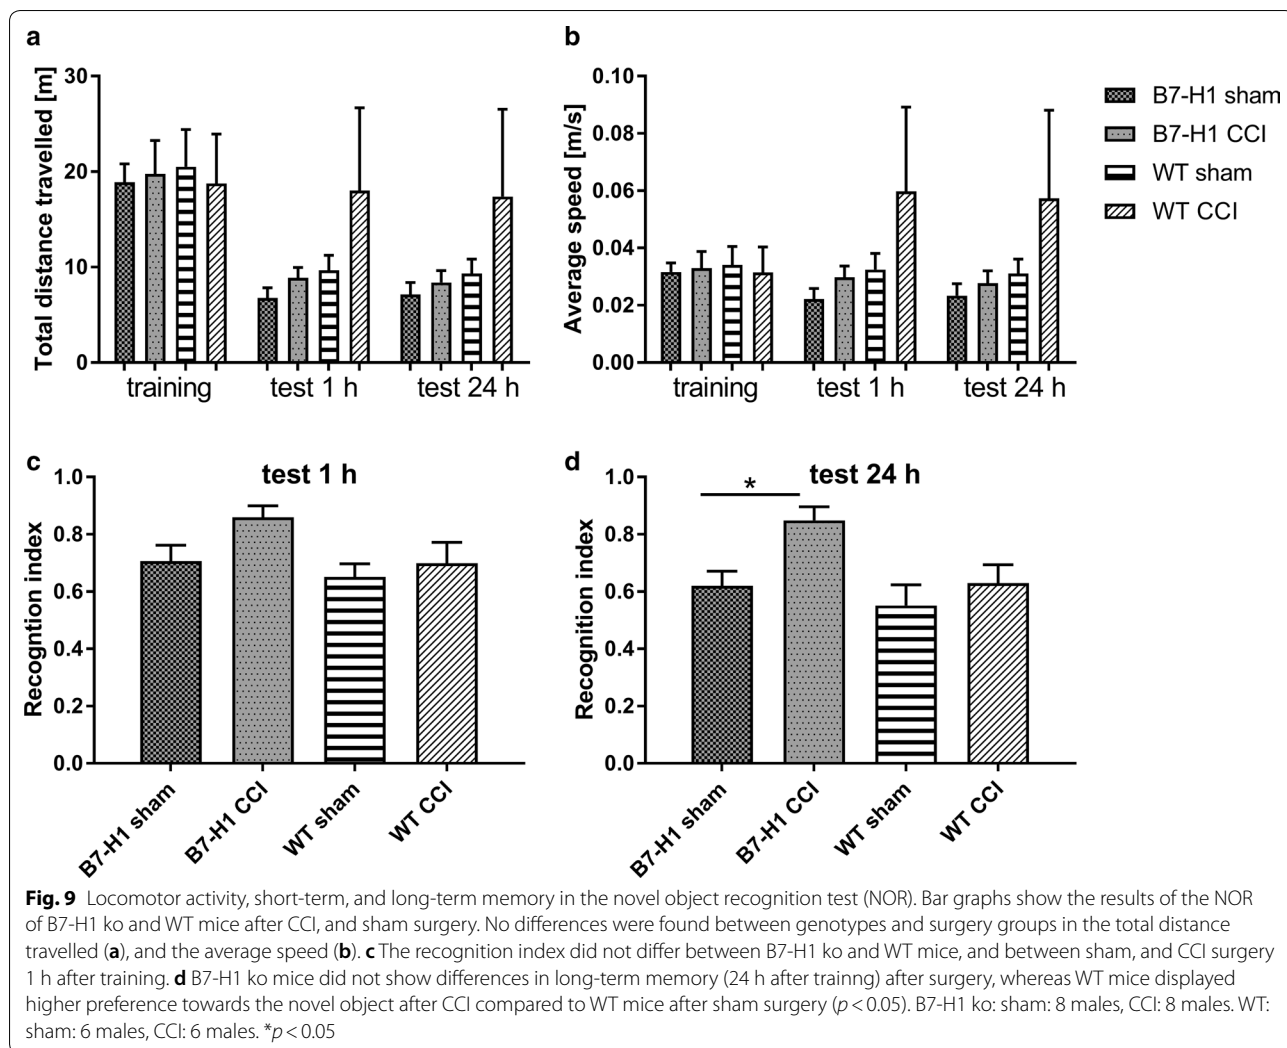 a
b
Total distance travelled [m]
30
20
10
0
training
test 1 h
test 24 h
Average speed [m/s]
0.10
0.08
0.06
0.04
0.02
0.00
training
test 1 h
test 24 h
B7-H1 sham
B7-H1 CCI
WT sham
WT CCI
c
test 1 h
Recogntion index
1.0
0.8
0.6
0.4
0.2
0.0
B7-H1 sham
B7-H1 CCI
WT sham
WT CCI
d
test 24 h
*
Recognition index
1.0
0.8
0.6
0.4
0.2
0.0
B7-H1 sham
B7-H1 CCI
WT sham
WT CCI
Fig. 9 Locomotor activity, short-term, and long-term memory in the novel object recognition test (NOR). Bar graphs show the results of the NOR
of B7-H1 ko and WT mice after CCI, and sham surgery. No differences were found between genotypes and surgery groups in the total distance
travelled (a), and the average speed (b). c The recognition index did not differ between B7-H1 ko and WT mice, and between sham, and CCI surgery
1 h after training. d B7-H1 ko mice did not show differences in long-term memory (24 h after trainng) after surgery, whereas WT mice displayed
higher preference towards the novel object after CCI compared to WT mice after sham surgery (p < 0.05). B7-H1 ko: sham: 8 males, CCI: 8 males. WT:
sham: 6 males, CCI: 6 males. *p < 0.05